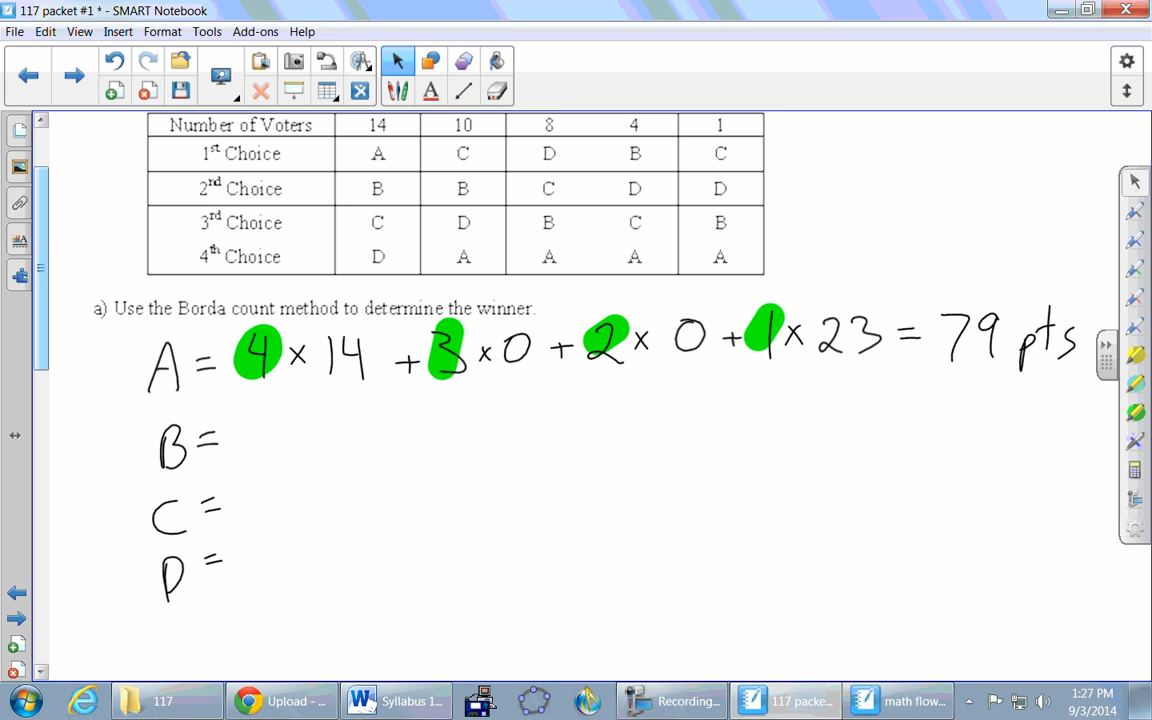 117 packet #1 * - SMART Notebook
File Edit View Insert Format Tools Add-ons Help
Number of Voters 14 10 8 4 1
1st Choice A C D B C
2nd Choice B B C D D
3rd Choice C D B C B
4th Choice D A A A A
a) Use the Borda count method to determine the winner.
A = 4 × 14 + 3 × 0 + 2 × 0 + 1 × 23 = 79 pts
B =
C =
D =
117 Upload - ... Syllabus 1... Recording... 117 packe... math flow... 1:27 PM
9/3/2014